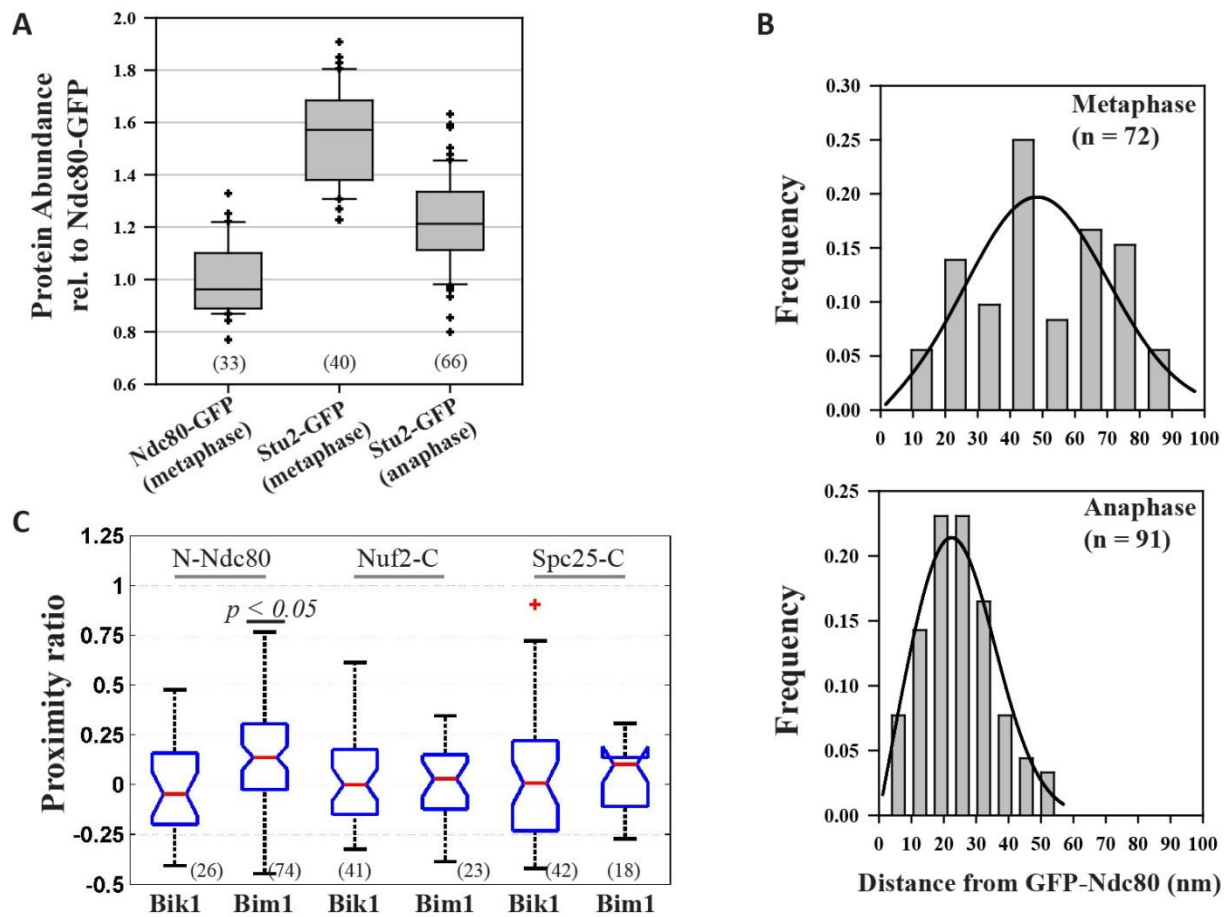 A
Protein Abundance
rel. to Ndc80-GFP
2.0
1.8
1.6
1.4
1.2
1.0
0.8
0.6
(33)
(40)
(66)
Ndc80-GFP
(metaphase)
Stu2-GFP
(metaphase)
Stu2-GFP
(anaphase)
B
Frequency
0.30
0.25
0.20
0.15
0.10
0.05
0.00
Metaphase
(n = 72)
0 10 20 30 40 50 60 70 80 90 100
Frequency
0.25
0.20
0.15
0.10
0.05
0.00
Anaphase
(n = 91)
0 10 20 30 40 50 60 70 80 90 100
Distance from GFP-Ndc80 (nm)
C
Proximity ratio
1.25
1
0.75
0.5
0.25
0
-0.25
-0.5
N-Ndc80 Nuf2-C Spc25-C
p < 0.05
(26) (74) (41) (23) (42) (18)
Bik1 Bim1 Bik1 Bim1 Bik1 Bim1